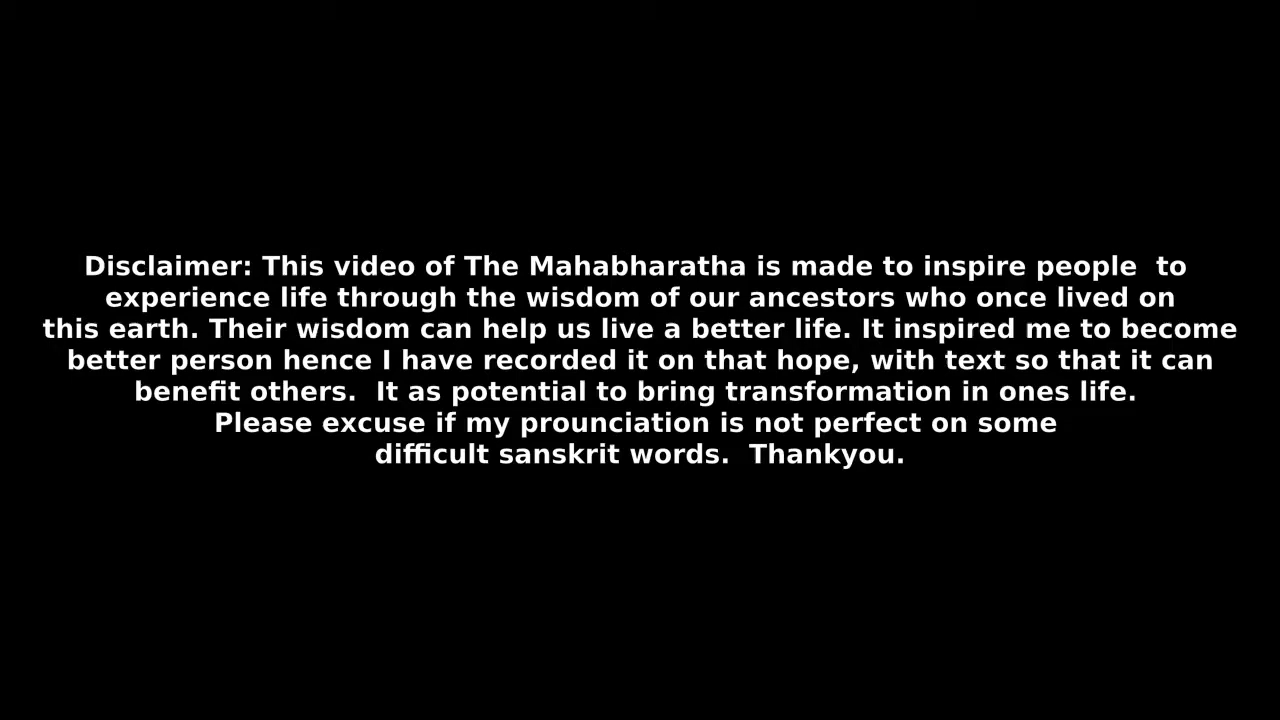 Disclaimer: This video of The Mahabharatha is made to inspire people  to
experience life through the wisdom of our ancestors who once lived on
this earth. Their wisdom can help us live a better life. It inspired me to become
better person hence I have recorded it on that hope, with text so that it can
benefit others.  It as potential to bring transformation in ones life.
Please excuse if my prounciation is not perfect on some
difficult sanskrit words.  Thankyou.